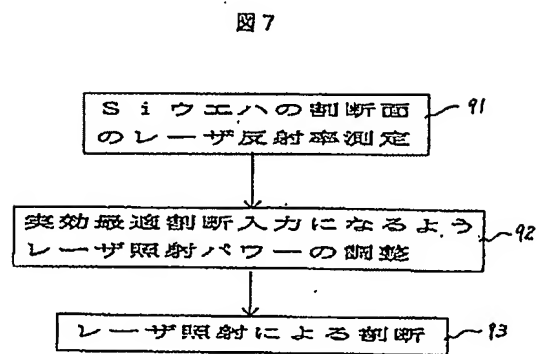 図7
Siウエハの割断面
のレーザ反射率測定
91
実効最適割断入力になるよう
レーザ照射パワーの調整
92
レーザ照射による割断
93